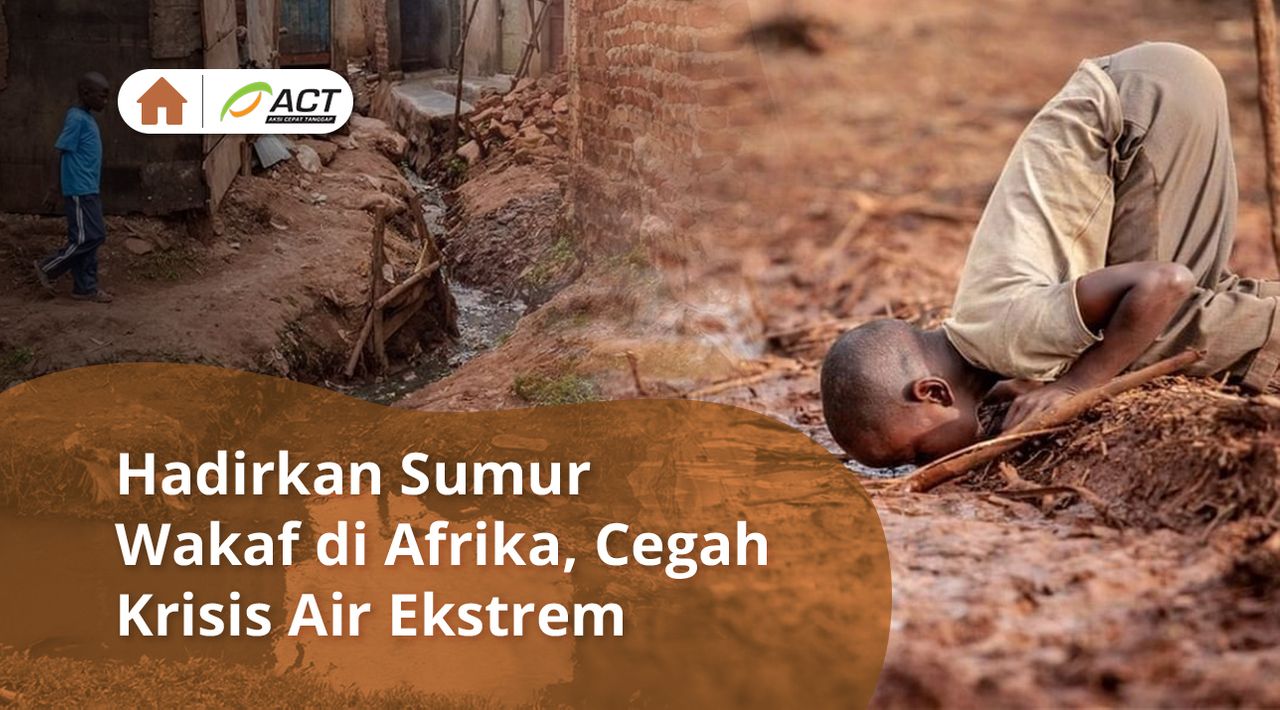 ACT
AKSI CEPAT TANGGAP
Hadirkan Sumur
Wakaf di Afrika, Cegah
Krisis Air Ekstrem